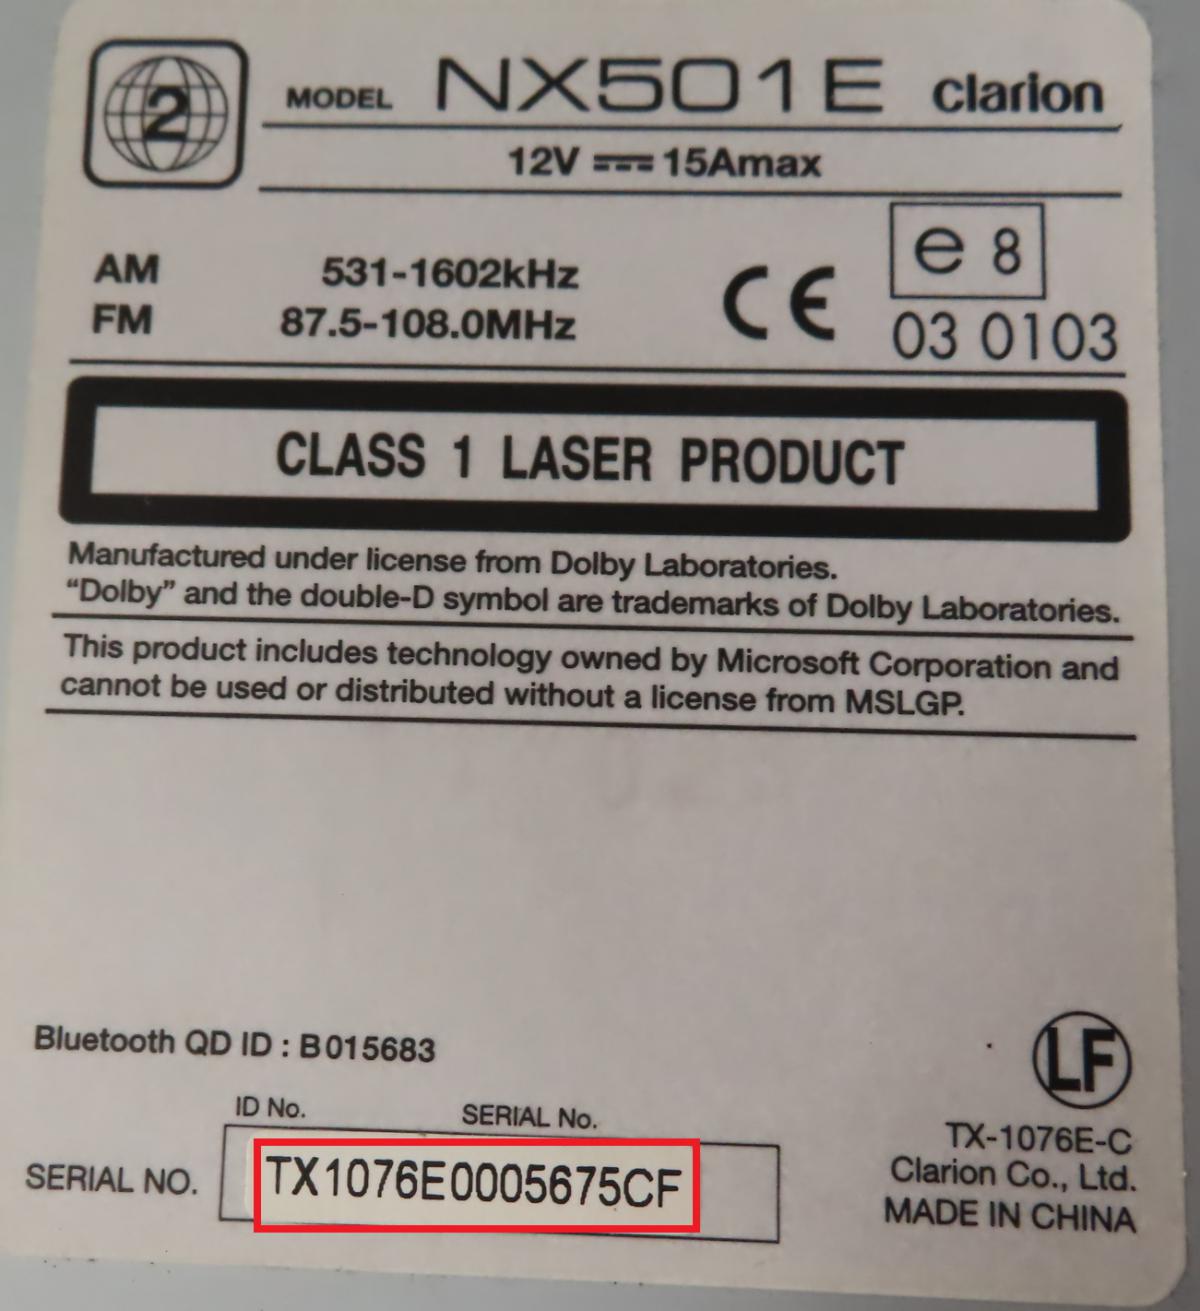 2 MODEL NX501E clarion
12V 15Amax
AM 531-1602kHz
FM 87.5-108.0MHz
CE
e 8
03 0103
CLASS 1 LASER PRODUCT
Manufactured under license from Dolby Laboratories.
“Dolby” and the double-D symbol are trademarks of Dolby Laboratories.
This product includes technology owned by Microsoft Corporation and
cannot be used or distributed without a license from MSLGP.
Bluetooth QD ID : B015683
LF
ID No. SERIAL No.
SERIAL NO. TX1076E0005675CF
TX-1076E-C
Clarion Co., Ltd.
MADE IN CHINA